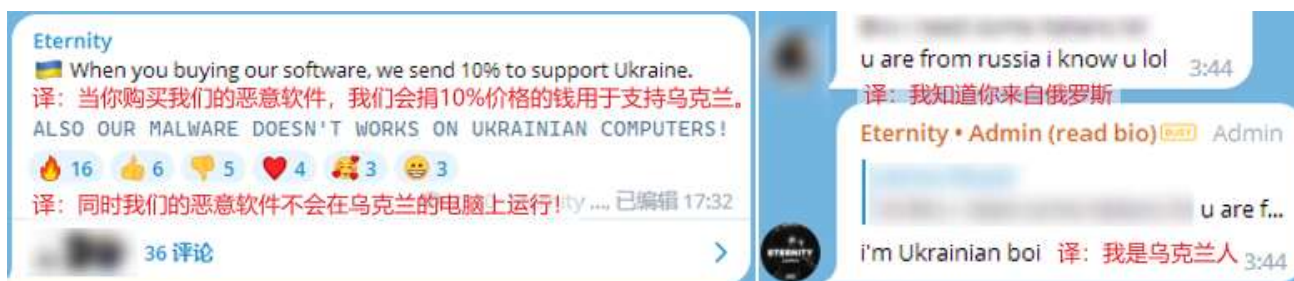 Eternity
When you buying our software, we send 10% to support Ukraine.
译：当你购买我们的恶意软件，我们会捐10%价格的钱用于支持乌克兰。
ALSO OUR MALWARE DOESN'T WORKS ON UKRAINIAN COMPUTERS!
16 6 5 4 3 3
译：同时我们的恶意软件不会在乌克兰的电脑上运行！ity ..., 已编辑 17:32
36 评论
u are from russia i know u lol 3:44
译：我知道你来自俄罗斯
Eternity • Admin (read bio) Admin
u are f...
ETERNITY
i'm Ukrainian boi 译：我是乌克兰人 3:44